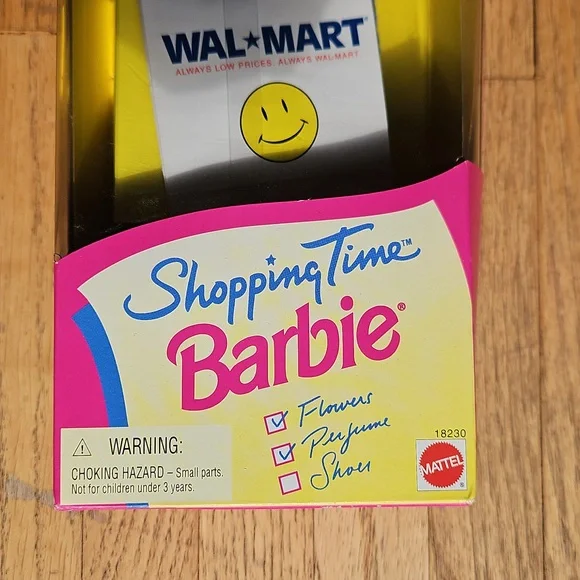 WAL★MART®
ALWAYS LOW PRICES. ALWAYS WAL-MART.
Shopping Time™
Barbie®
Flowers
Perfume
Shoes
18230
⚠ WARNING:
CHOKING HAZARD – Small parts.
Not for children under 3 years.
MATTEL
®